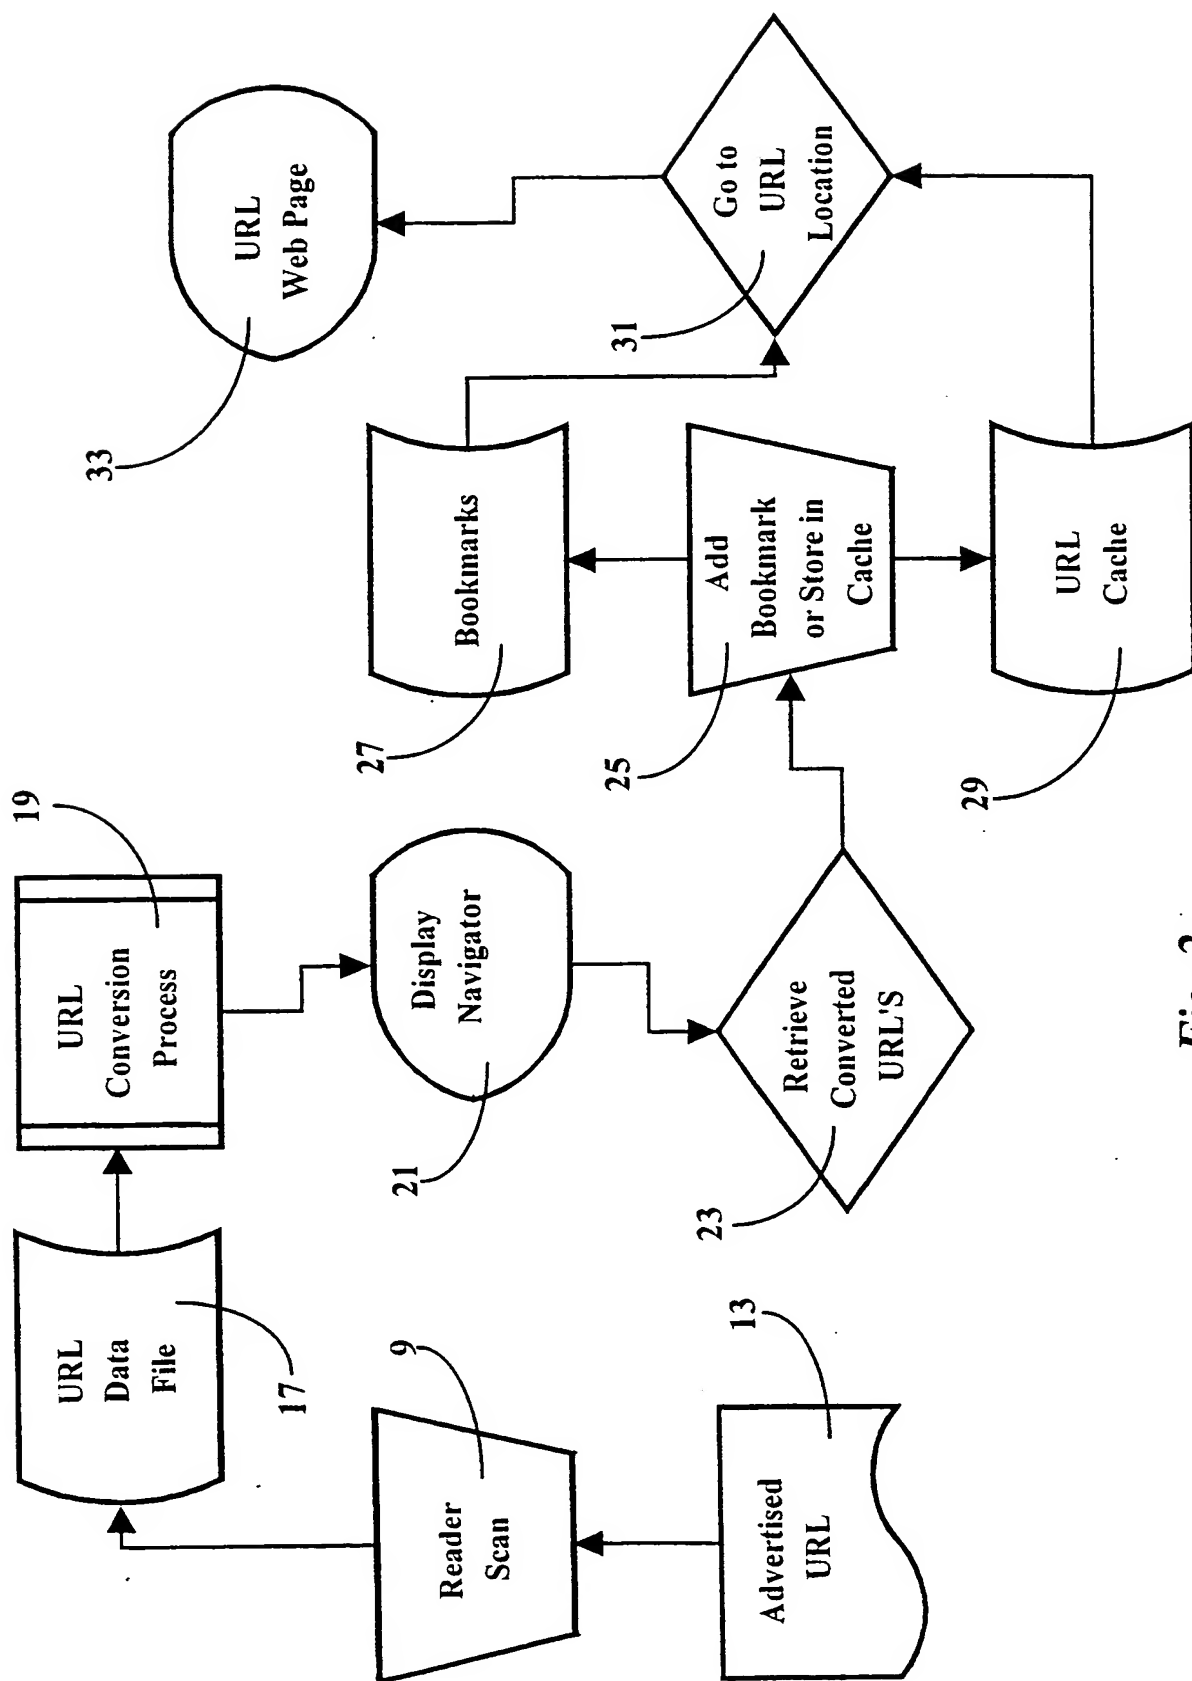 URL
Data
File
17
URL
Conversion
Process
19
URL
Web Page
33
Reader
Scan
9
Display
Navigator
21
Bookmarks
27
Advertised
URL
13
Retrieve
Converted
URL'S
23
Add
Bookmark
or Store in
Cache
25
Go to
URL
Location
31
URL
Cache
29